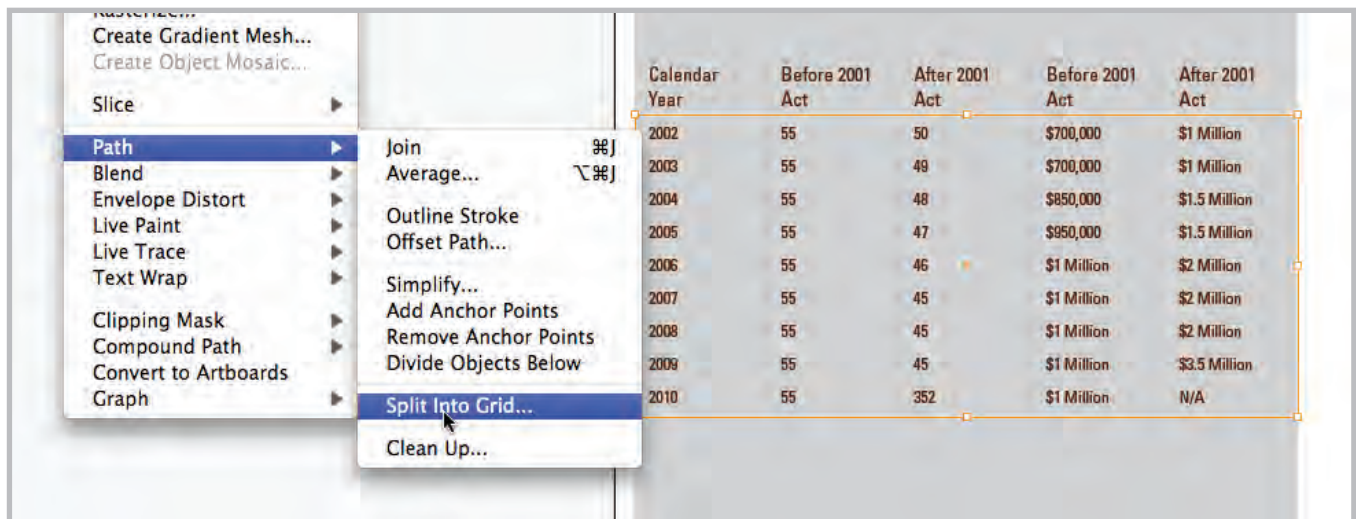 Rasterize...
Create Gradient Mesh...
Create Object Mosaic...
Slice
Path
Blend
Envelope Distort
Live Paint
Live Trace
Text Wrap
Clipping Mask
Compound Path
Convert to Artboards
Graph
Join ⌘J
Average... ⌥⌘J
Outline Stroke
Offset Path...
Simplify...
Add Anchor Points
Remove Anchor Points
Divide Objects Below
Split Into Grid...
Clean Up...
Calendar Before 2001 After 2001 Before 2001 After 2001
Year Act Act Act Act
2002 55 50 $700,000 $1 Million
2003 55 49 $700,000 $1 Million
2004 55 48 $850,000 $1.5 Million
2005 55 47 $950,000 $1.5 Million
2006 55 46 $1 Million $2 Million
2007 55 45 $1 Million $2 Million
2008 55 45 $1 Million $2 Million
2009 55 45 $1 Million $3.5 Million
2010 55 352 $1 Million N/A